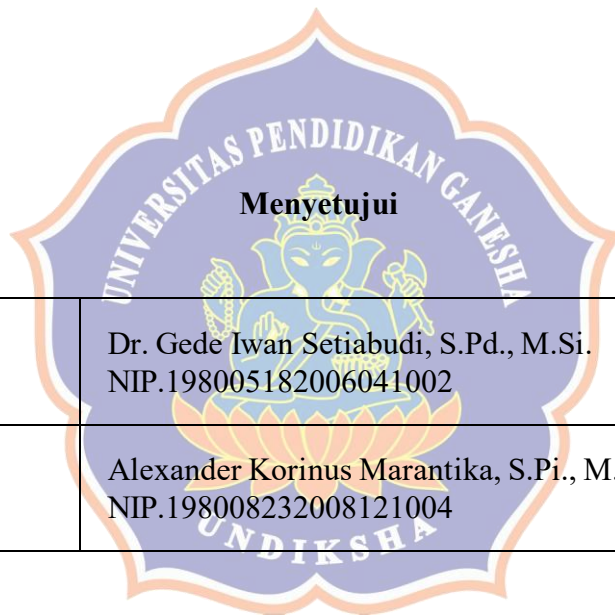 UNIVERSITAS PENDIDIKAN GANESHA
Menyetujui
Dr. Gede Iwan Setiabudi, S.Pd., M.Si.
NIP.198005182006041002
Alexander Korinus Marantika, S.Pi., M.
NIP.198008232008121004
UNDIKSHA